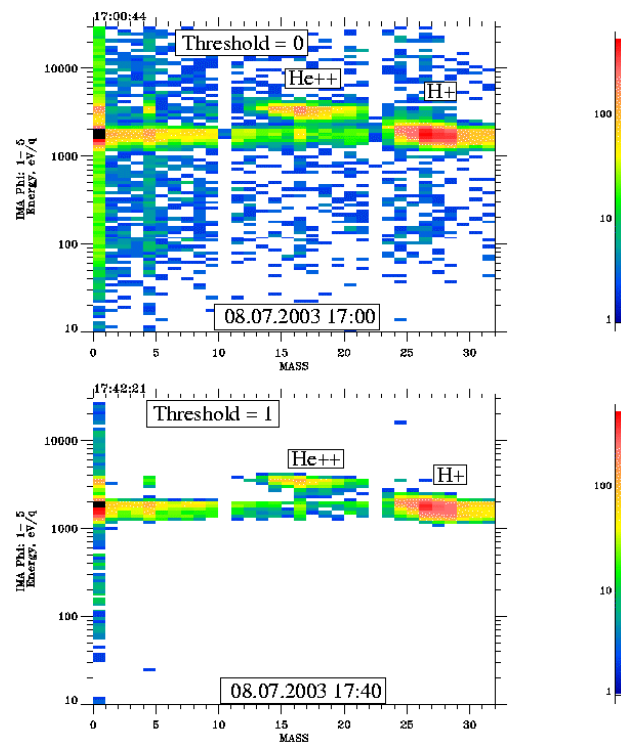 17:00:44
Threshold = 0
He++
H+
IMA Phi: 1- 5
Energy, eV/q
10000
1000
100
10
08.07.2003 17:00
0 5 10 15 20 25 30
MASS
100
10
1
17:42:21
Threshold = 1
He++
H+
IMA Phi: 1- 5
Energy, eV/q
10000
1000
100
10
08.07.2003 17:40
0 5 10 15 20 25 30
MASS
100
10
1